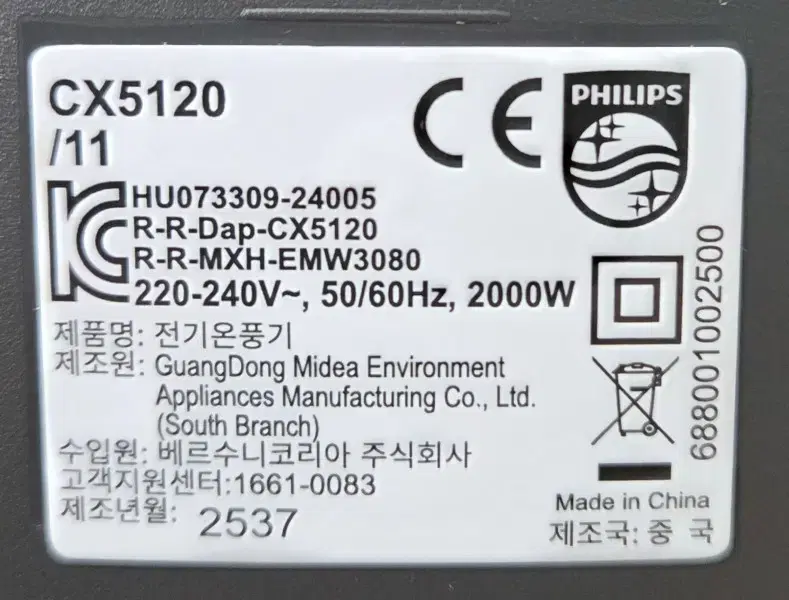 CX5120
/11
CE
PHILIPS
HU073309-24005
R-R-Dap-CX5120
R-R-MXH-EMW3080
220-240V~, 50/60Hz, 2000W
제품명: 전기온풍기
제조원: GuangDong Midea Environment
Appliances Manufacturing Co., Ltd.
(South Branch)
수입원: 베르수니코리아 주식회사
고객지원센터:1661-0083
제조년월: 2537
688001002500
Made in China
제조국: 중 국